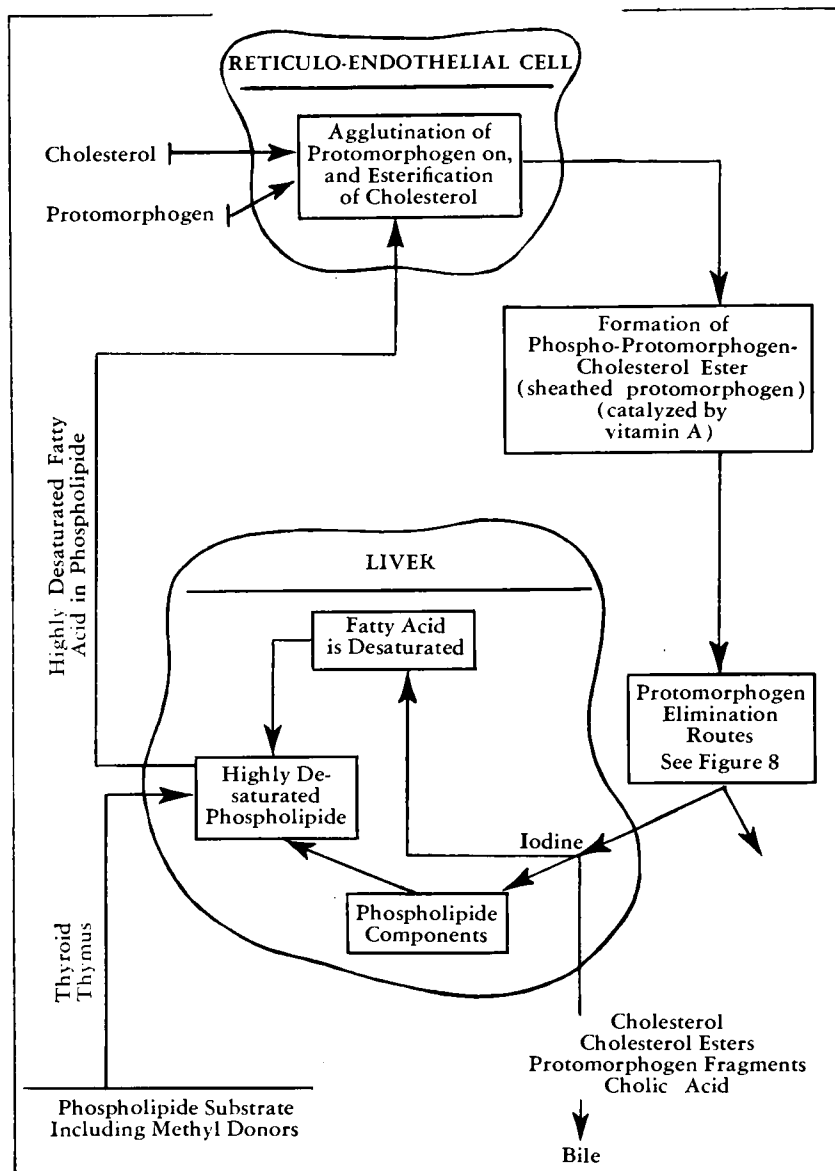 RETICULO-ENDOTHELIAL CELL
Agglutination of
Protomorphogen on,
and Esterification
of Cholesterol
Cholesterol
Protomorphogen
Formation of
Phospho-Protomorphogen-
Cholesterol Ester
(sheathed protomorphogen)
(catalyzed by
vitamin A)
Highly Desaturated Fatty
Acid in Phospholipide
LIVER
Fatty Acid
is Desaturated
Protomorphogen
Elimination
Routes
See Figure 8
Highly De-
saturated
Phospholipide
Iodine
Phospholipide
Components
Thyroid
Thymus
Cholesterol
Cholesterol Esters
Protomorphogen Fragments
Cholic Acid
Phospholipide Substrate
Including Methyl Donors
Bile